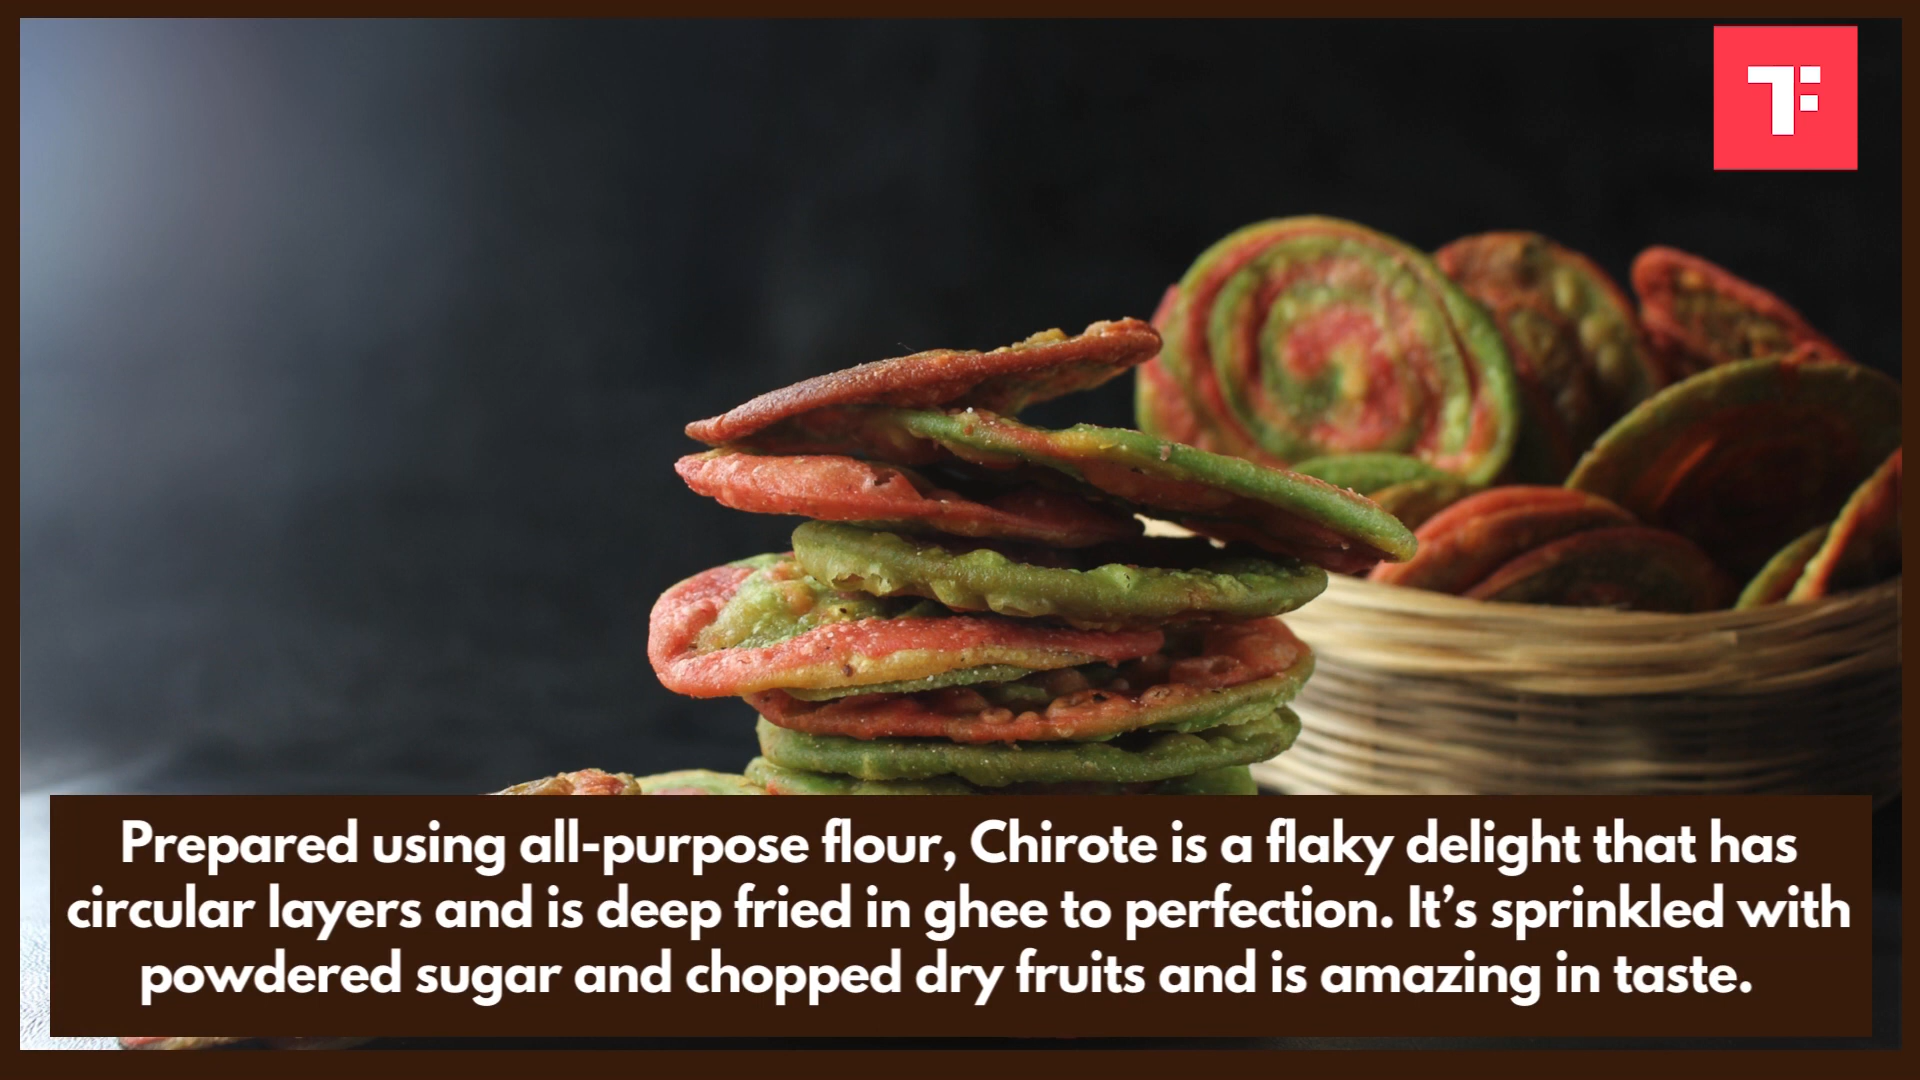 TF
Prepared using all-purpose flour, Chirote is a flaky delight that has
circular layers and is deep fried in ghee to perfection. It’s sprinkled with
powdered sugar and chopped dry fruits and is amazing in taste.